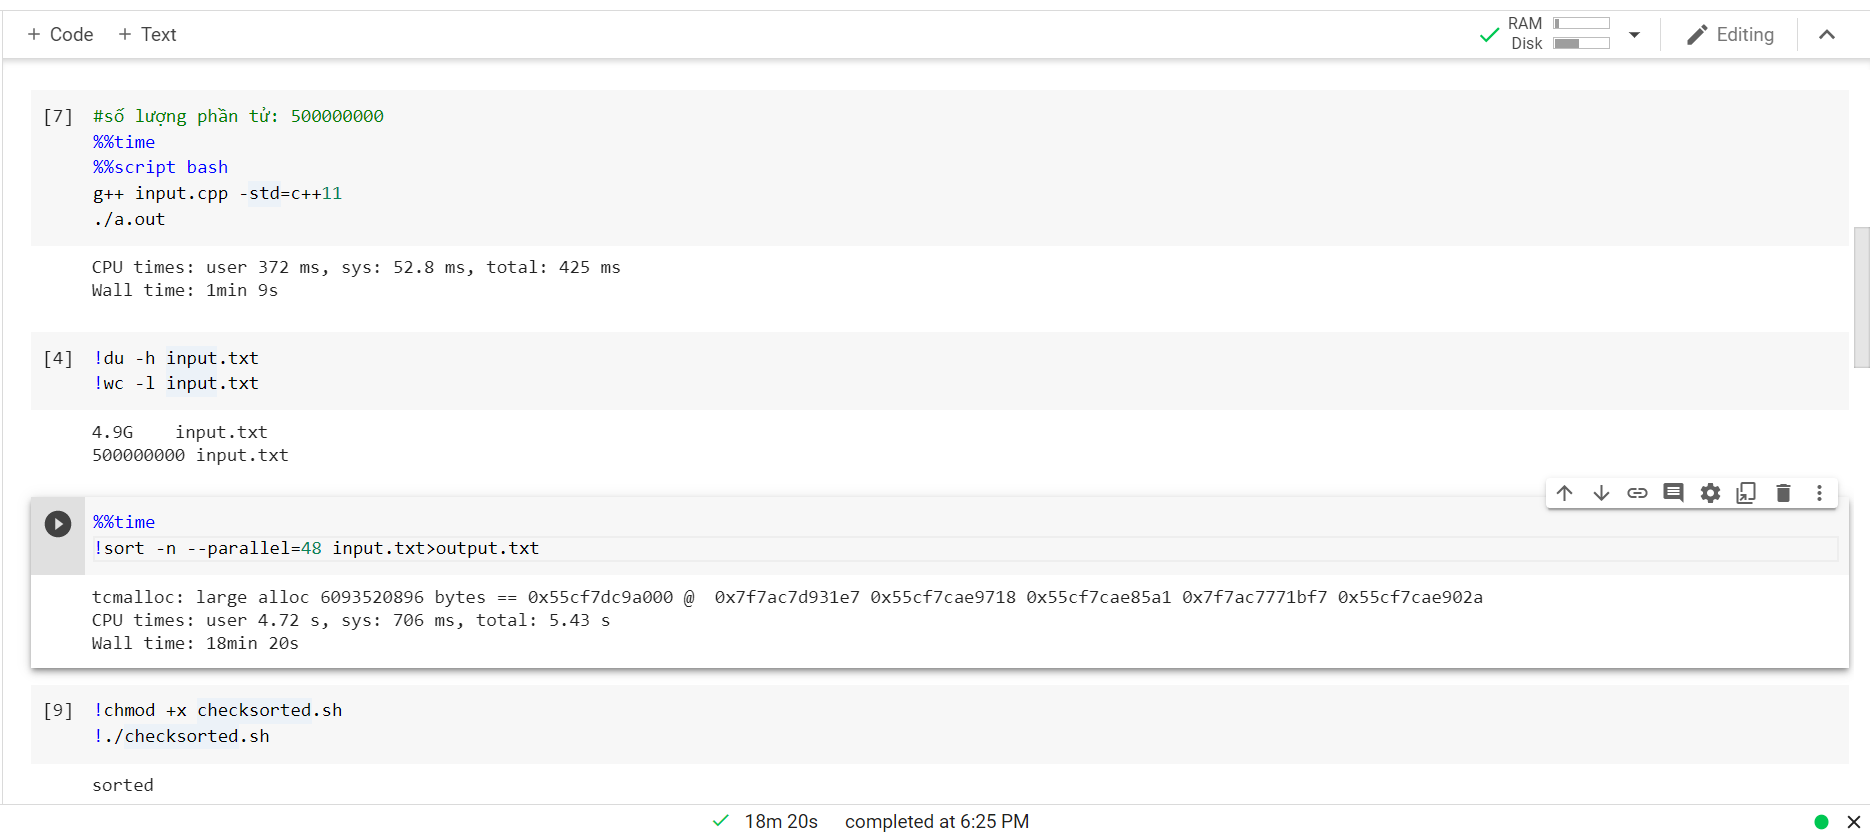 + Code + Text
RAM
Disk
Editing
[7] #số lượng phần tử: 500000000
%%time
%%script bash
g++ input.cpp -std=c++11
./a.out
CPU times: user 372 ms, sys: 52.8 ms, total: 425 ms
Wall time: 1min 9s
[4] !du -h input.txt
!wc -l input.txt
4.9G    input.txt
500000000 input.txt
%%time
!sort -n --parallel=48 input.txt>output.txt
tcmalloc: large alloc 6093520896 bytes == 0x55cf7dc9a000 @  0x7f7ac7d931e7 0x55cf7cae9718 0x55cf7cae85a1 0x7f7ac7771bf7 0x55cf7cae902a
CPU times: user 4.72 s, sys: 706 ms, total: 5.43 s
Wall time: 18min 20s
[9] !chmod +x checksorted.sh
!./checksorted.sh
sorted
18m 20s completed at 6:25 PM